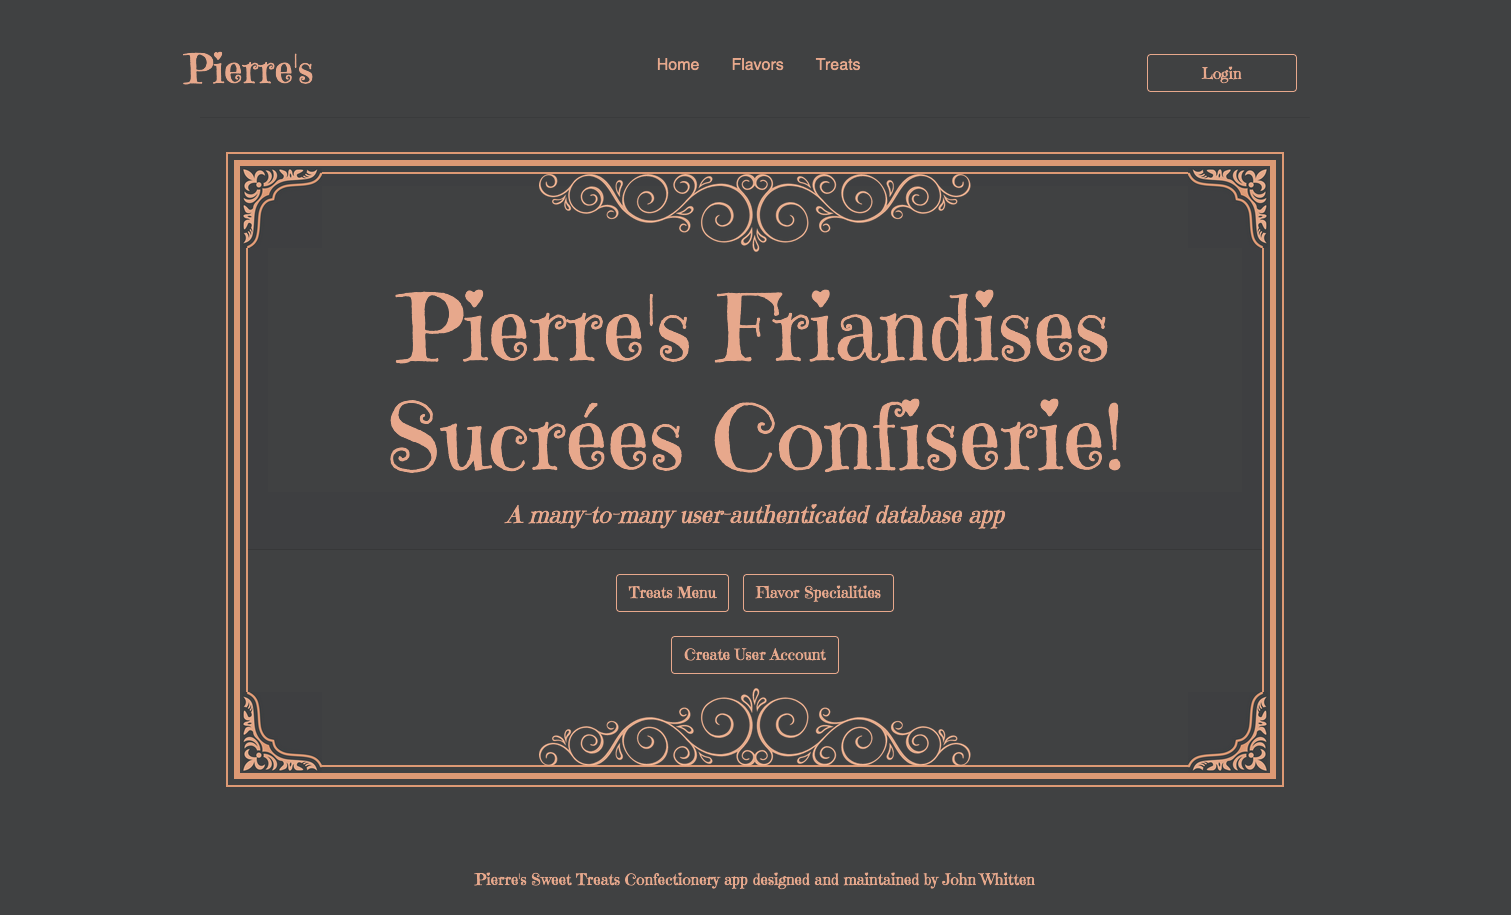 Pierre's
Home Flavors Treats
Login
Pierre's Friandises
Sucrées Confiserie!
A many-to-many user-authenticated database app
Treats Menu Flavor Specialities
Create User Account
Pierre's Sweet Treats Confectionery app designed and maintained by John Whitten